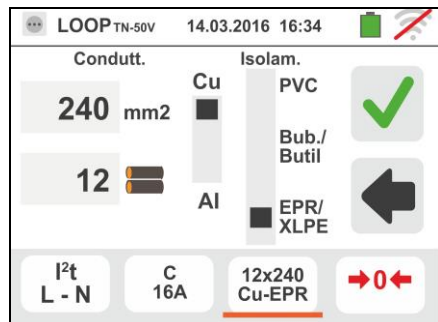 LOOP TN-50V 14.03.2016 16:34
Condutt. Isolam.
Cu PVC
240 mm2
Bub./
Butil
12
Al EPR/
XLPE
I²t
L - N
C
16A
12x240
Cu-EPR
0